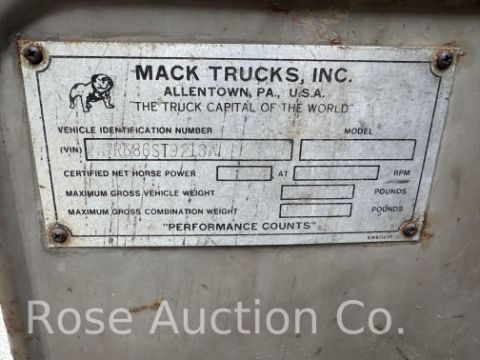 MACK TRUCKS, INC.
ALLENTOWN, PA., U.S.A.
"THE TRUCK CAPITAL OF THE WORLD"
VEHICLE IDENTIFICATION NUMBER MODEL
(VIN)
CERTIFIED NET HORSE POWER AT RPM
MAXIMUM GROSS VEHICLE WEIGHT POUNDS
MAXIMUM GROSS COMBINATION WEIGHT POUNDS
"PERFORMANCE COUNTS"
Rose Auction Co.